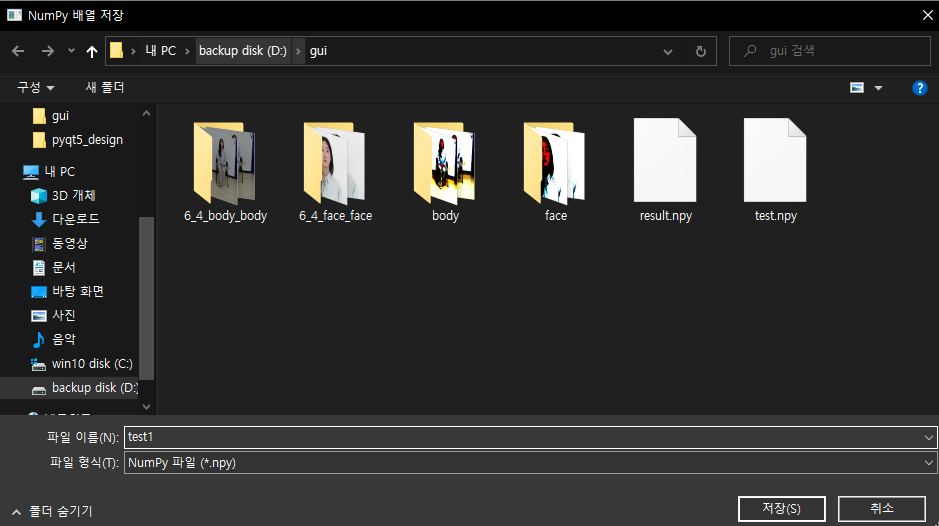 NumPy 배열 저장
내 PC
backup disk (D:)
gui
gui 검색
구성
새 폴더
gui
pyqt5_design
내 PC
3D 개체
다운로드
동영상
문서
바탕 화면
사진
음악
win10 disk (C:)
backup disk (D:)
6_4_body_body
6_4_face_face
body
face
result.npy
test.npy
파일 이름(N):
test1
파일 형식(T):
NumPy 파일 (*.npy)
폴더 숨기기
저장(S)
취소